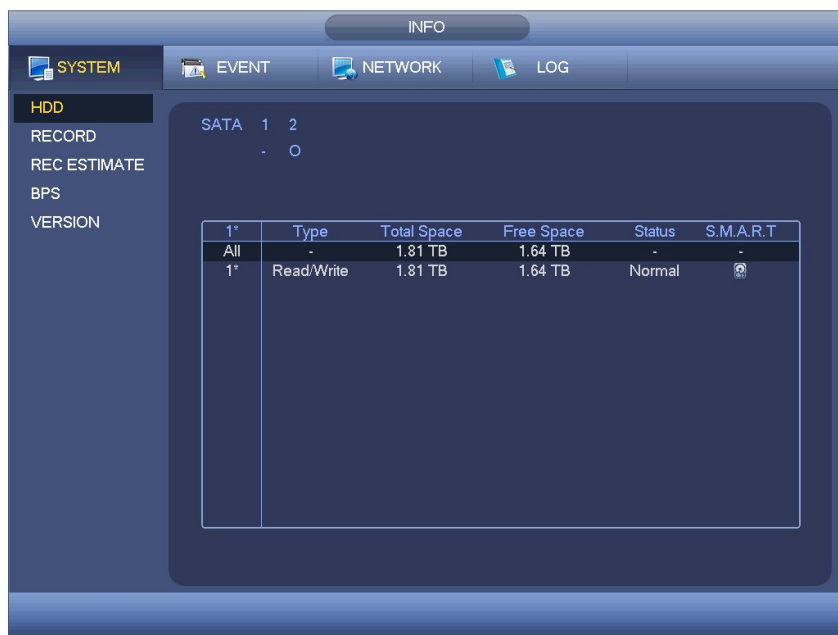 INFO
SYSTEM EVENT NETWORK LOG
HDD
RECORD
REC ESTIMATE
BPS
VERSION
SATA 1 2
- O
1* Type Total Space Free Space Status S.M.A.R.T
All - 1.81 TB 1.64 TB - -
1* Read/Write 1.81 TB 1.64 TB Normal